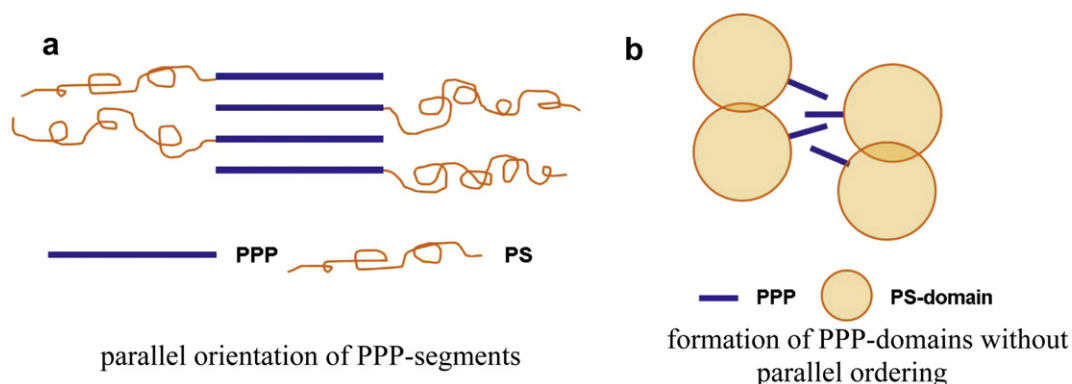 a
PPP
PS
parallel orientation of PPP-segments
b
PPP
PS-domain
formation of PPP-domains without
parallel ordering